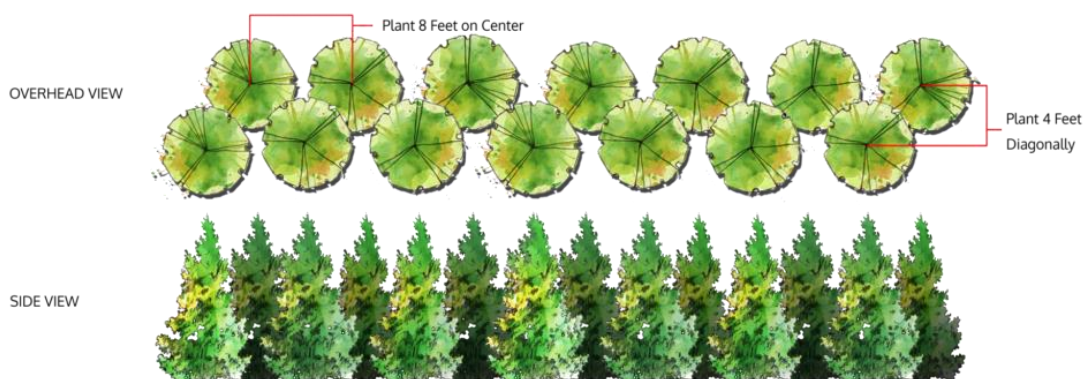 Plant 8 Feet on Center
OVERHEAD VIEW
Plant 4 Feet
Diagonally
SIDE VIEW